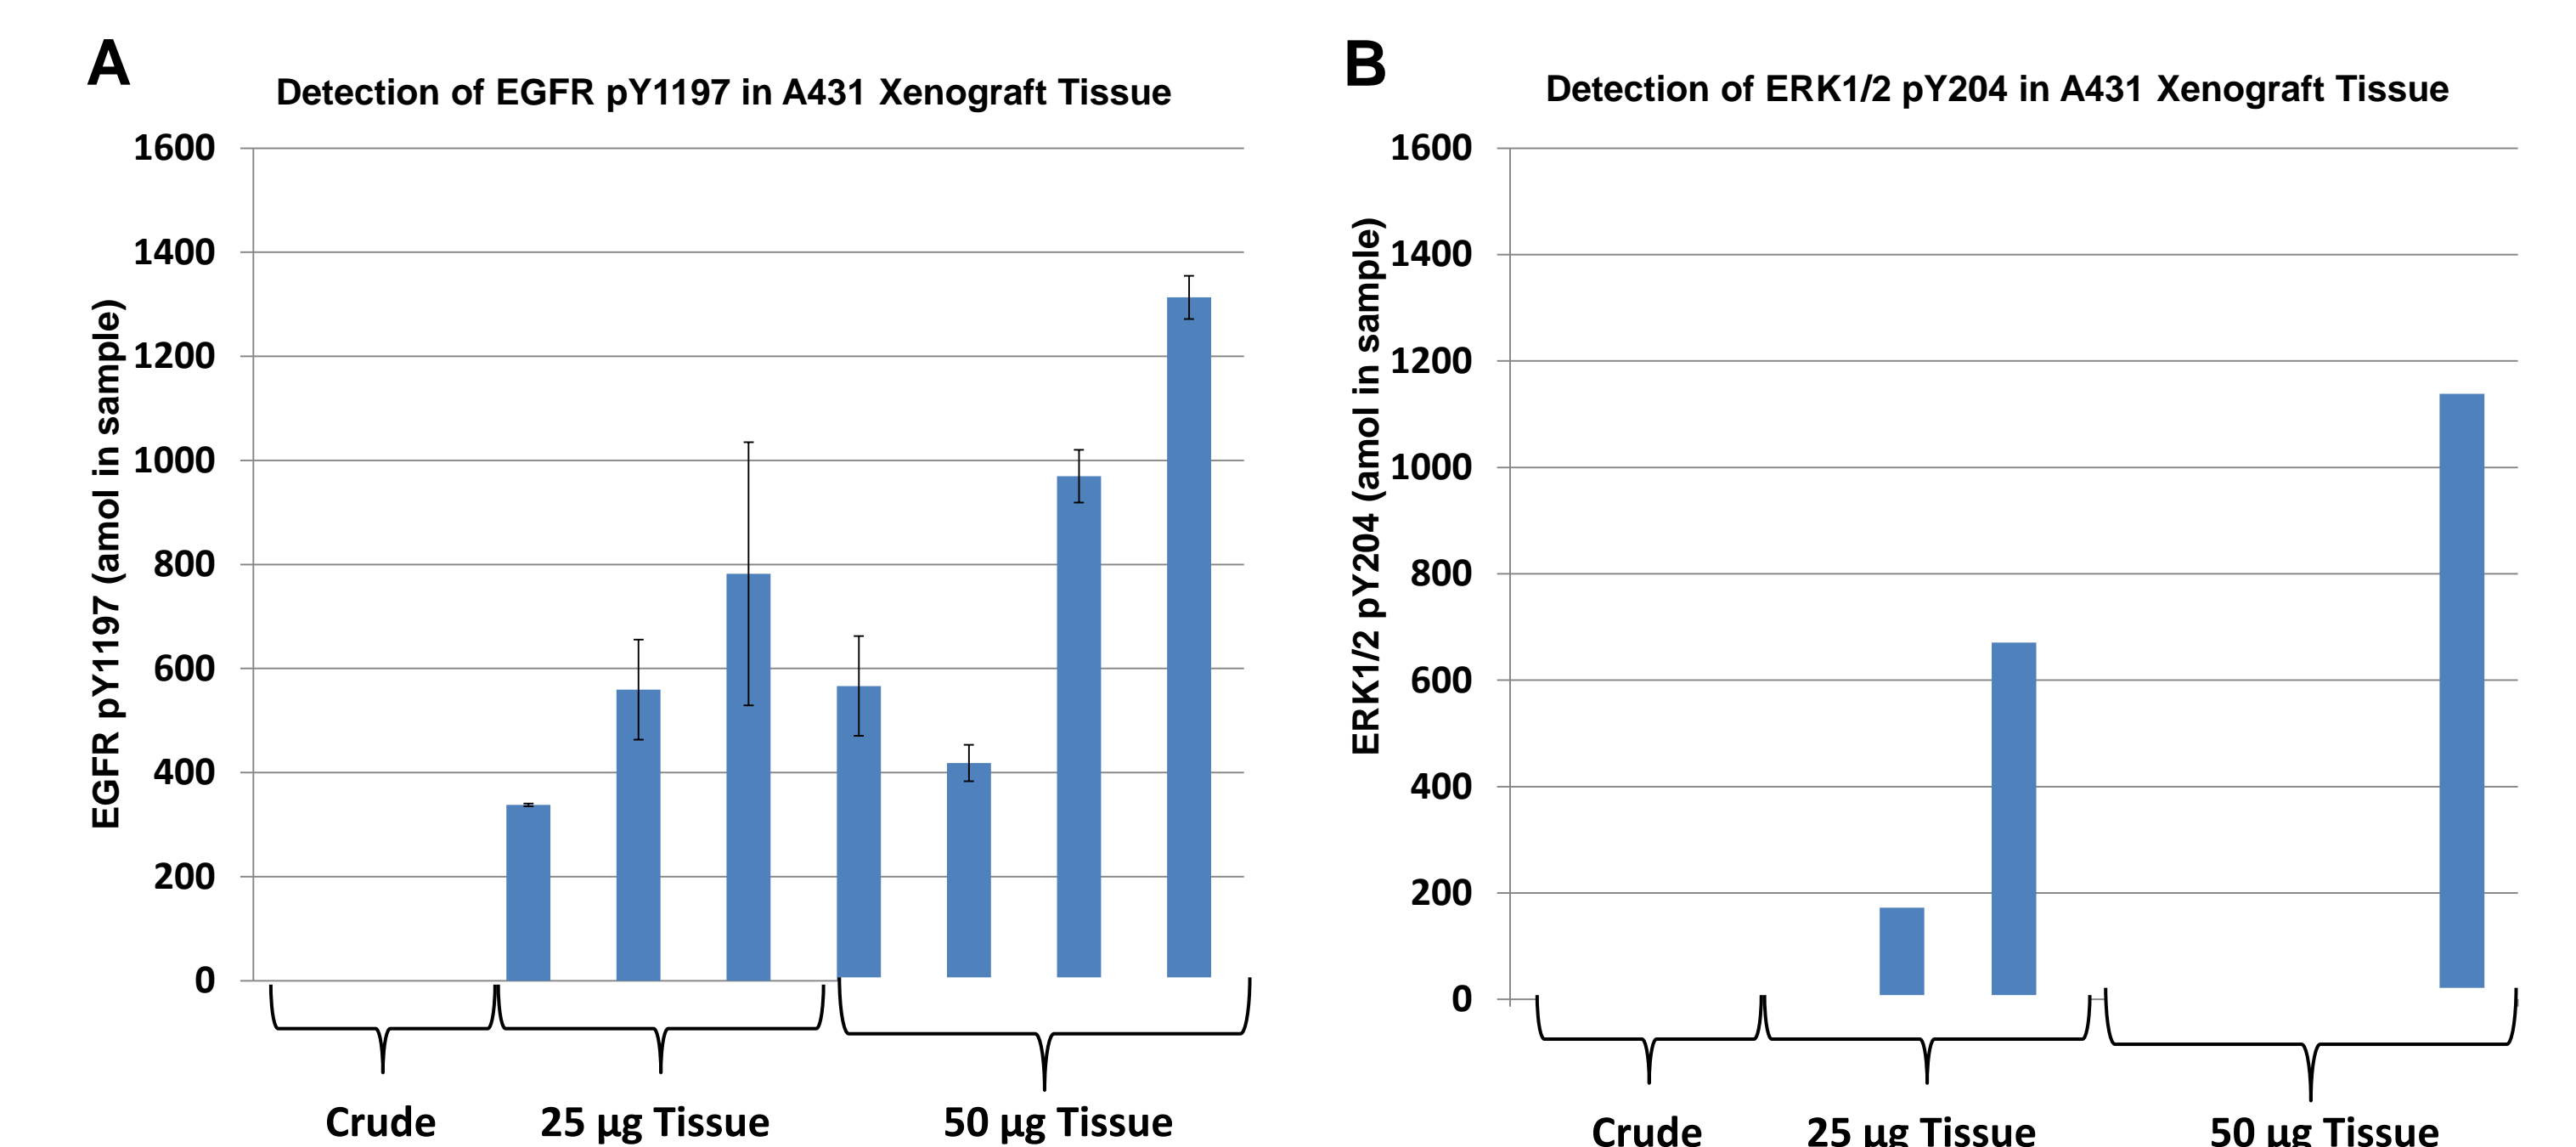 A
Detection of EGFR pY1197 in A431 Xenograft Tissue
EGFR pY1197 (amol in sample)
1600
1400
1200
1000
800
600
400
200
0
Crude
25 µg Tissue
50 µg Tissue
B
Detection of ERK1/2 pY204 in A431 Xenograft Tissue
ERK1/2 pY204 (amol in sample)
1600
1400
1200
1000
800
600
400
200
0
Crude
25 µg Tissue
50 µg Tissue